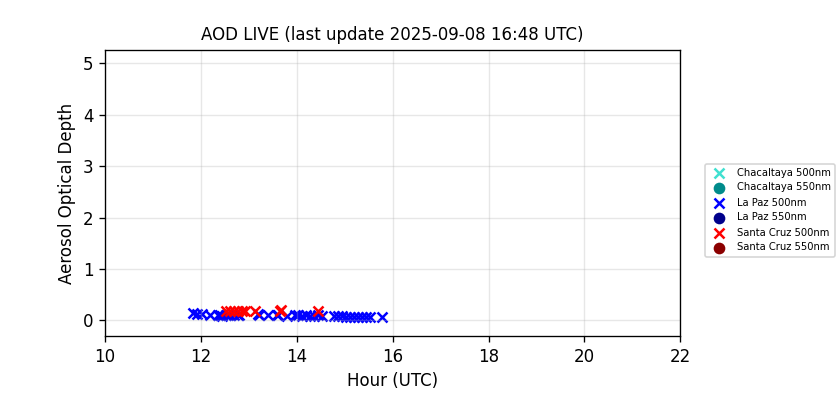 AOD LIVE (last update 2025-09-08 16:48 UTC)
Aerosol Optical Depth
5
4
3
2
1
0
10 12 14 16 18 20 22
Hour (UTC)
Chacaltaya 500nm
Chacaltaya 550nm
La Paz 500nm
La Paz 550nm
Santa Cruz 500nm
Santa Cruz 550nm